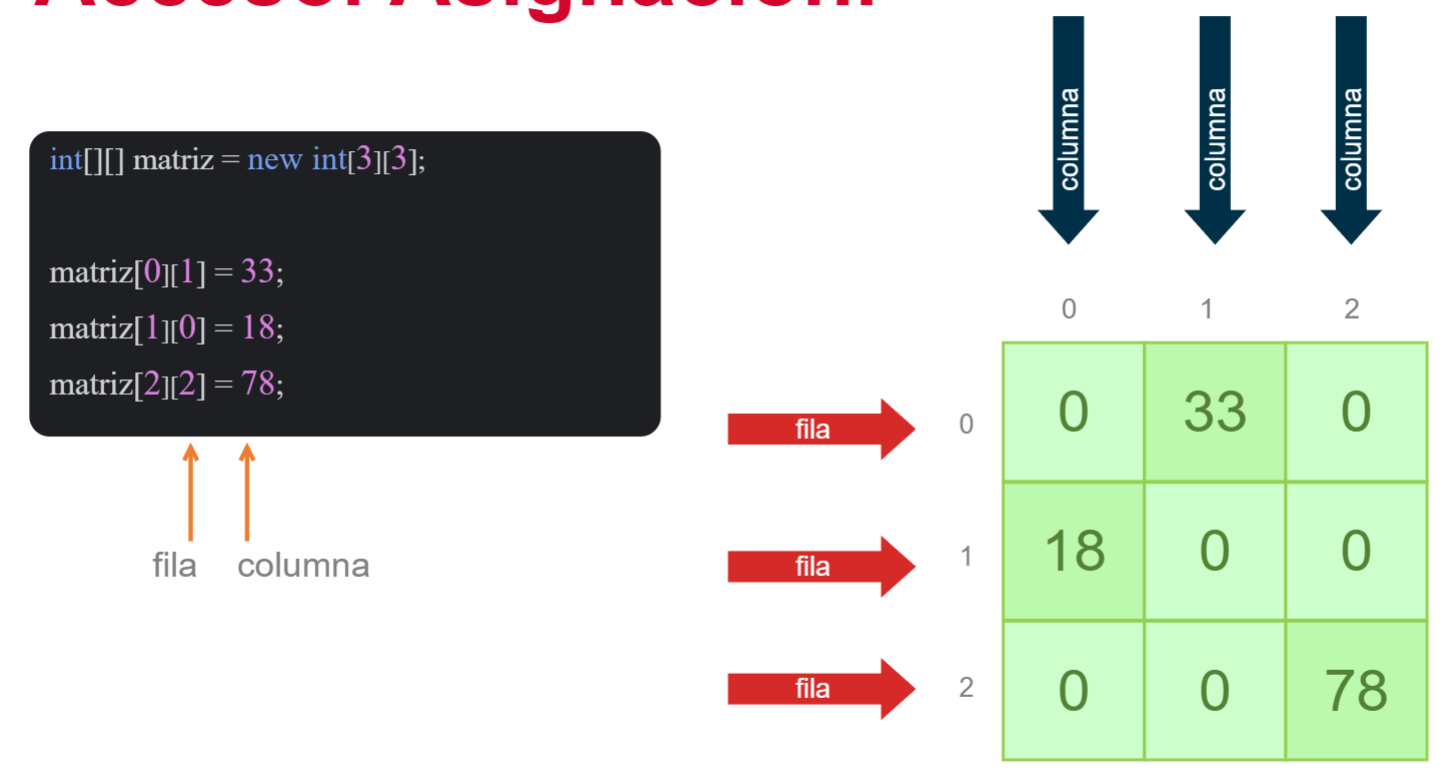 int[][] matriz = new int[3][3];
matriz[0][1] = 33;
matriz[1][0] = 18;
matriz[2][2] = 78;
fila columna
columna columna columna
0 1 2
fila 0 0 33 0
fila 1 18 0 0
fila 2 0 0 78